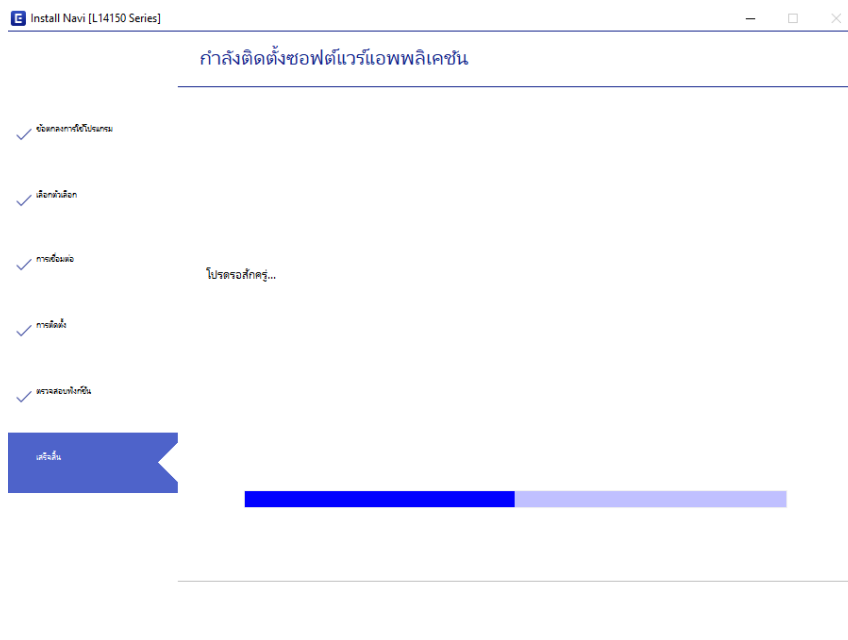 Install Navi [L14150 Series]
กำลังติดตั้งซอฟต์แวร์แอพพลิเคชัน
ข้อตกลงการใช้โปรแกรม
เลือกตัวเลือก
การเชื่อมต่อ
โปรดรอสักครู่...
การติดตั้ง
ตรวจสอบฟังก์ชัน
เสร็จสิ้น